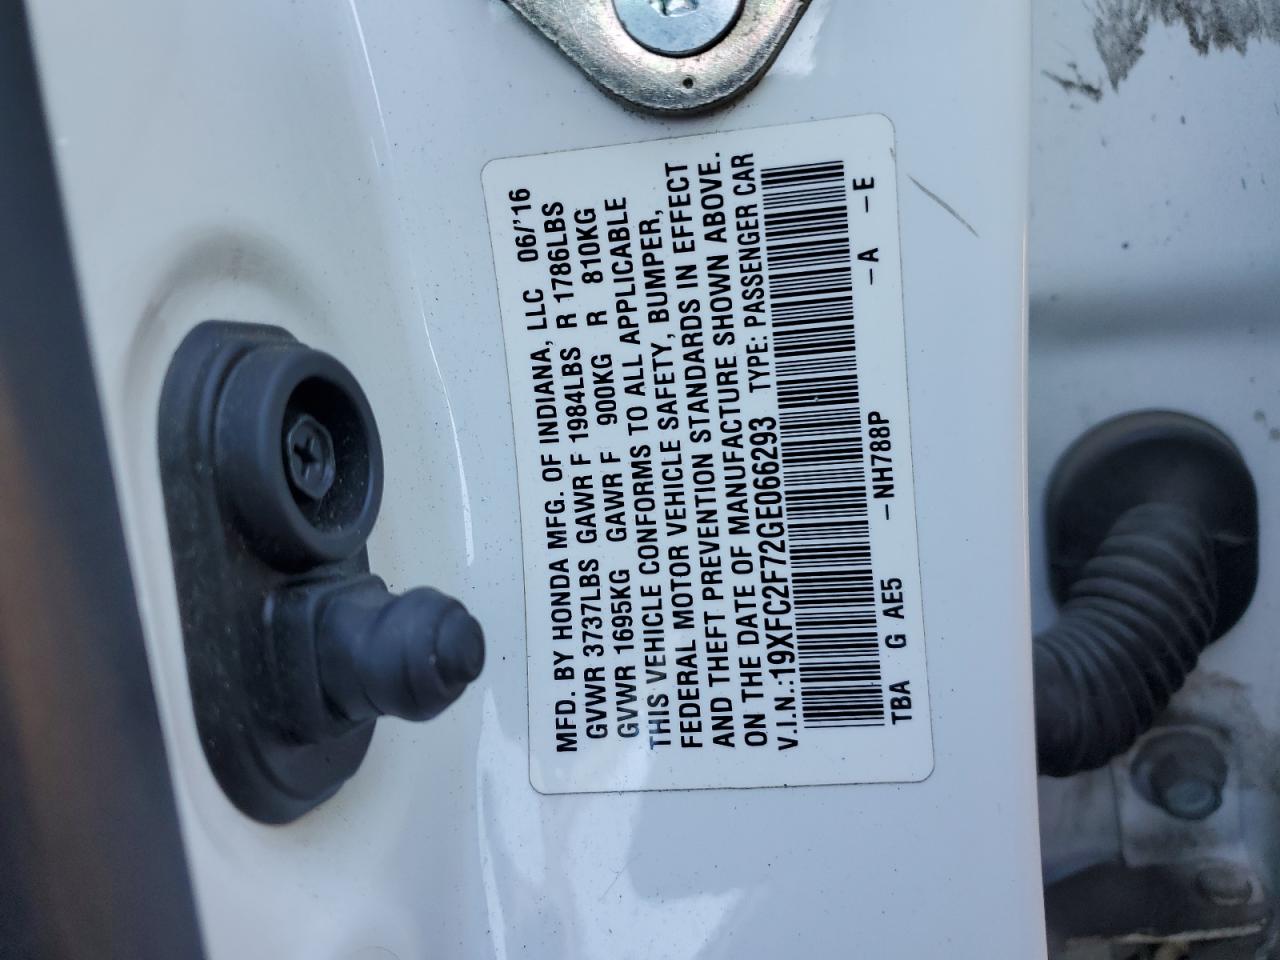 MFD. BY HONDA MFG. OF INDIANA, LLC 06/'16
GVWR 3737LBS GAWR F 1984LBS R 1786LBS
GVWR 1695KG GAWR F 900KG R 810KG
THIS VEHICLE CONFORMS TO ALL APPLICABLE
FEDERAL MOTOR VEHICLE SAFETY, BUMPER,
AND THEFT PREVENTION STANDARDS IN EFFECT
ON THE DATE OF MANUFACTURE SHOWN ABOVE.
V.I.N.:19XFC2F72GE066293 TYPE: PASSENGER CAR
TBA G AE5 –NH788P –A –E